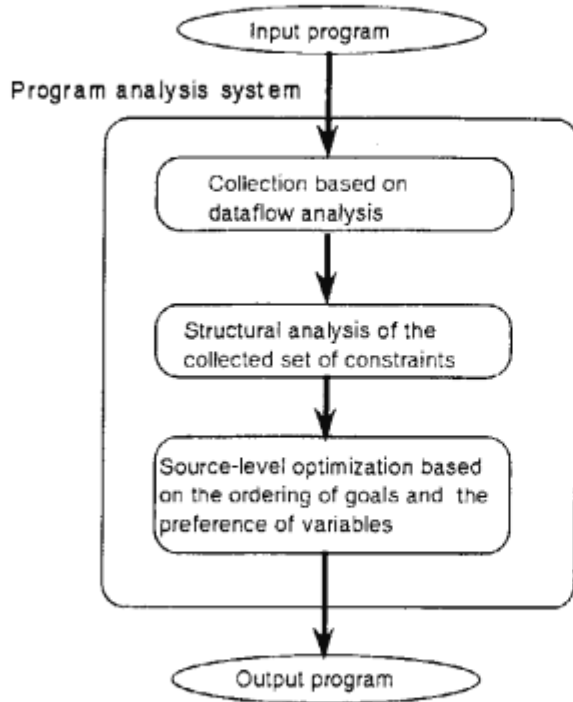 Input program
Program analysis system
Collection based on
dataflow analysis
Structural analysis of the
collected set of constraints
Source-level optimization based
on the ordering of goals and the
preference of variables
Output program